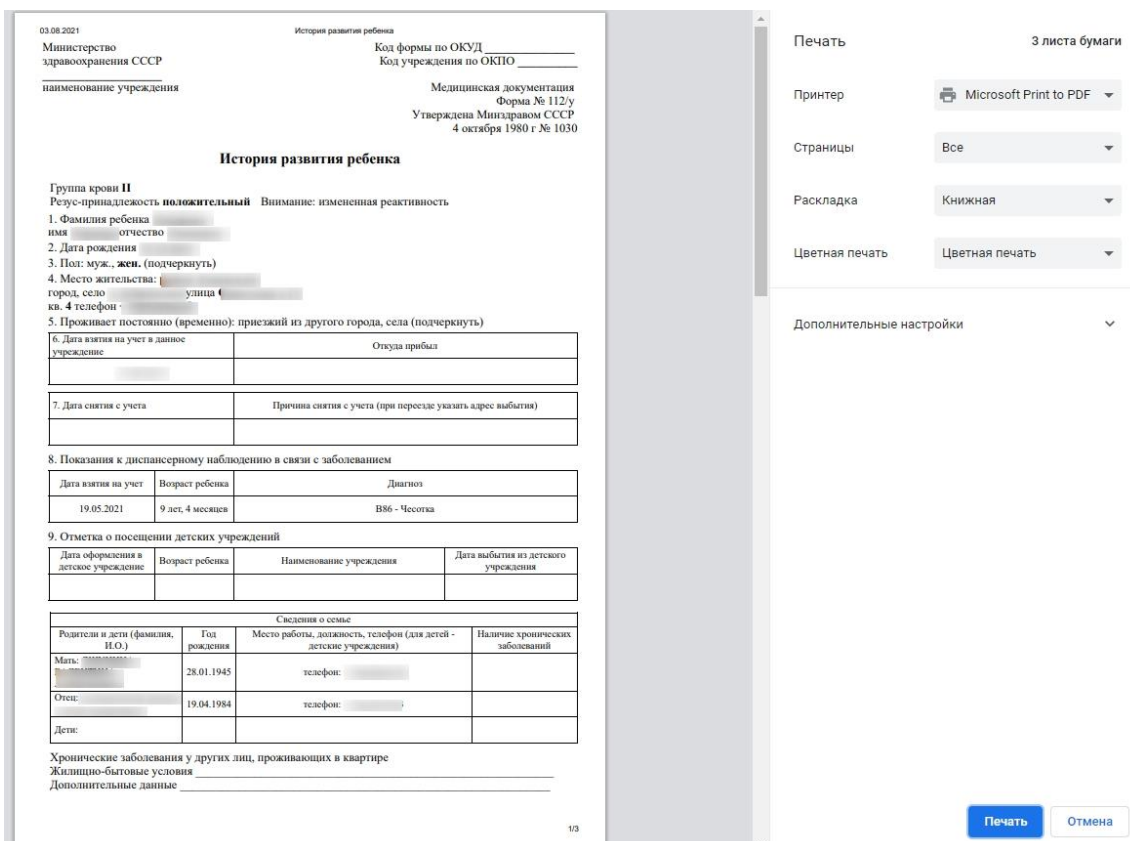 03.08.2021 История развития ребенка
Министерство
здравоохранения СССР
Код формы по ОКУД
Код учреждения по ОКПО
наименование учреждения
Медицинская документация
Форма № 112/у
Утверждена Минздравом СССР
4 октября 1980 г № 1030
История развития ребенка
Группа крови II
Резус-принадлежость положительный Внимание: измененная реактивность
1. Фамилия ребенка
имя отчество
2. Дата рождения
3. Пол: муж., жен. (подчеркнуть)
4. Место жительства:
город, село улица
кв. 4 телефон
5. Проживает постоянно (временно): приезжий из другого города, села (подчеркнуть)
6. Дата взятия на учет в данное учреждение
Откуда прибыл
7. Дата снятия с учета
Причина снятия с учета (при переезде указать адрес выбытия)
8. Показания к диспансерному наблюдению в связи с заболеванием
Дата взятия на учет Возраст ребенка Диагноз
19.05.2021 9 лет, 4 месяцев B86 - Чесотка
9. Отметка о посещении детских учреждений
Дата оформления в детское учреждение
Возраст ребенка
Наименование учреждения
Дата выбытия из детского учреждения
Сведения о семье
Родители и дети (фамилия, И.О.)
Год рождения
Место работы, должность, телефон (для детей - детские учреждения)
Наличие хронических заболеваний
Мать: 28.01.1945 телефон:
Отец: 19.04.1984 телефон:
Дети:
Хронические заболевания у других лиц, проживающих в квартире
Жилищно-бытовые условия
Дополнительные данные
1/3
Печать 3 листа бумаги
Принтер Microsoft Print to PDF
Страницы Все
Раскладка Книжная
Цветная печать Цветная печать
Дополнительные настройки
Печать Отмена